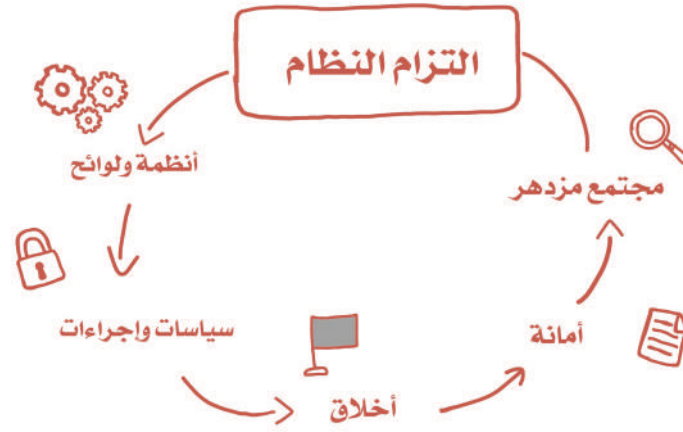 التزام النظام
أنظمة ولوائح
سياسات وإجراءات
أخلاق
أمانة
مجتمع مزدهر